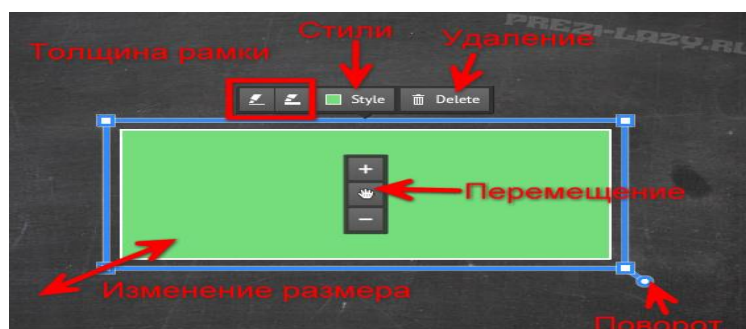 PREZI-LAZY.RU
Стили
Удаление
Толщина рамки
Style
Delete
+
Перемещение
−
Изменение размера
Поворот